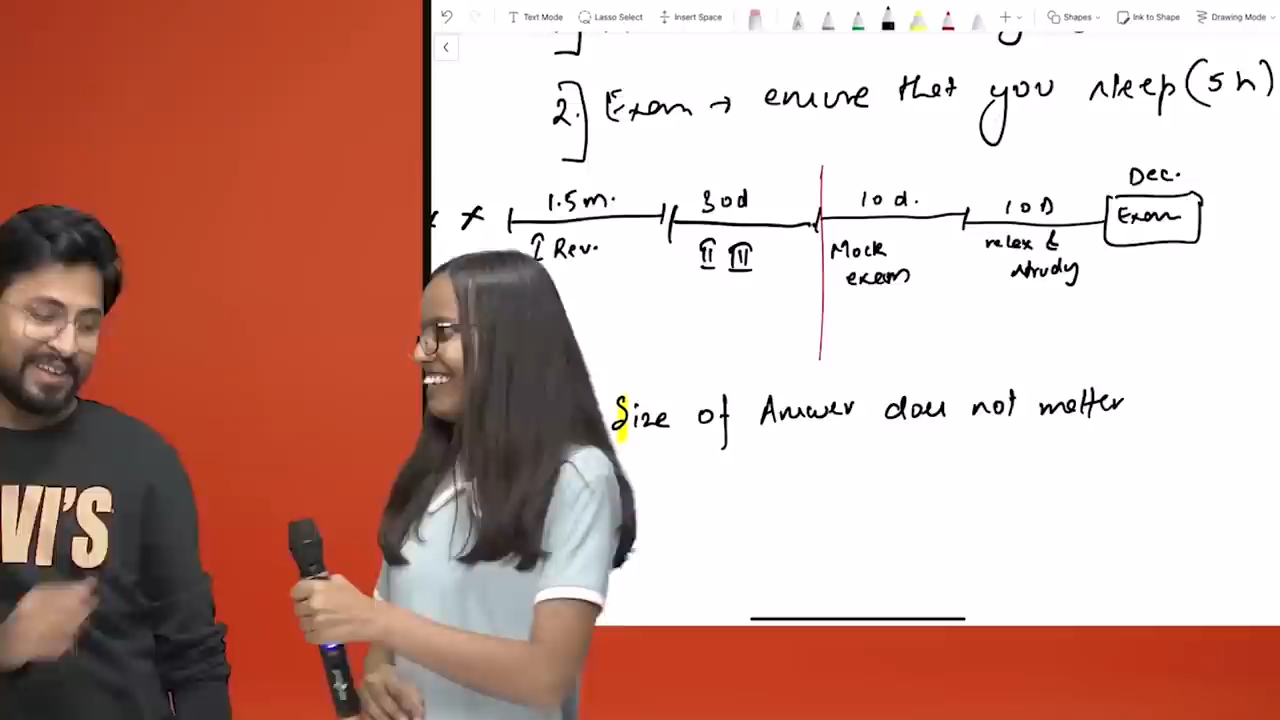 Text Mode Lasso Select Insert Space Shapes Ink to Shape Drawing Mode
2.] Exam → ensure that you sleep (5h)
Dec.
1.5 m. 30d 10 d. 10 D Exam
I Rev. II III Mock exam relax & study
Size of Answer does not matter
VI'S